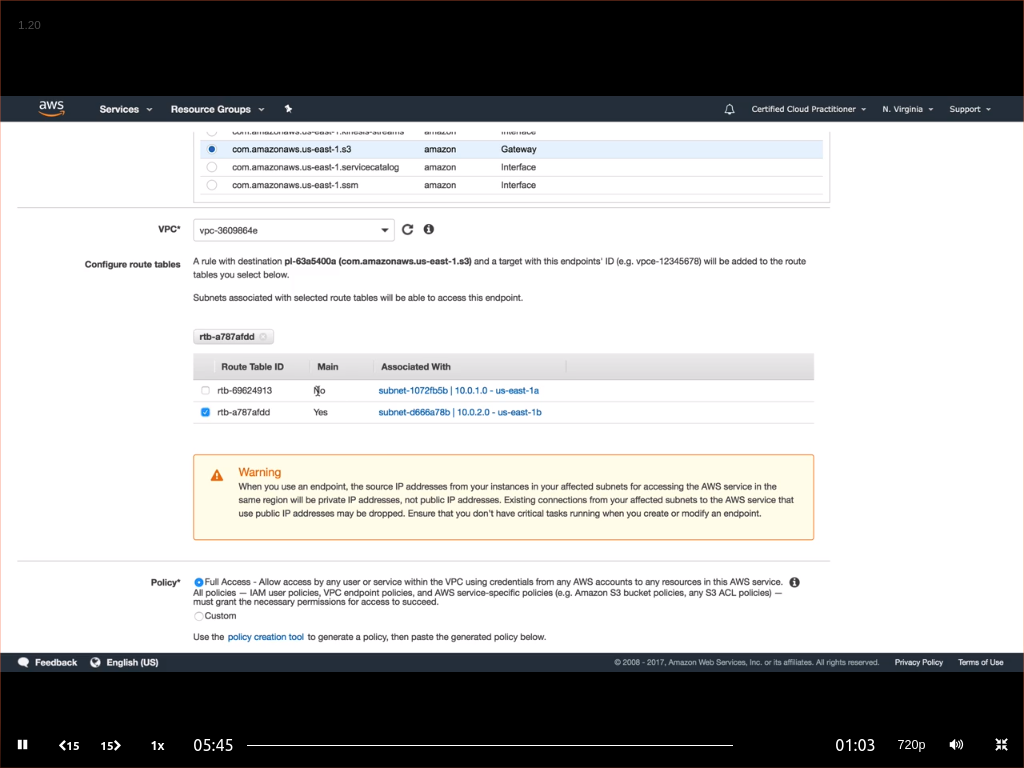 1.20
aws Services Resource Groups Certified Cloud Practitioner N. Virginia Support
com.amazonaws.us-east-1.kinesis-streams amazon Interface
com.amazonaws.us-east-1.s3 amazon Gateway
com.amazonaws.us-east-1.servicecatalog amazon Interface
com.amazonaws.us-east-1.ssm amazon Interface
VPC* vpc-3609864e
Configure route tables A rule with destination pl-63a5400a (com.amazonaws.us-east-1.s3) and a target with this endpoints' ID (e.g. vpce-12345678) will be added to the route
tables you select below.
Subnets associated with selected route tables will be able to access this endpoint.
rtb-a787afdd
Route Table ID Main Associated With
rtb-69624913 No subnet-1072fb5b | 10.0.1.0 - us-east-1a
rtb-a787afdd Yes subnet-d666a78b | 10.0.2.0 - us-east-1b
Warning
When you use an endpoint, the source IP addresses from your instances in your affected subnets for accessing the AWS service in the
same region will be private IP addresses, not public IP addresses. Existing connections from your affected subnets to the AWS service that
use public IP addresses may be dropped. Ensure that you don't have critical tasks running when you create or modify an endpoint.
Policy* Full Access - Allow access by any user or service within the VPC using credentials from any AWS accounts to any resources in this AWS service.
All policies — IAM user policies, VPC endpoint policies, and AWS service-specific policies (e.g. Amazon S3 bucket policies, any S3 ACL policies) —
must grant the necessary permissions for access to succeed.
Custom
Use the policy creation tool to generate a policy, then paste the generated policy below.
Feedback English (US) © 2008 - 2017, Amazon Web Services, Inc. or its affiliates. All rights reserved. Privacy Policy Terms of Use
15 15 1x 05:45 01:03 720p